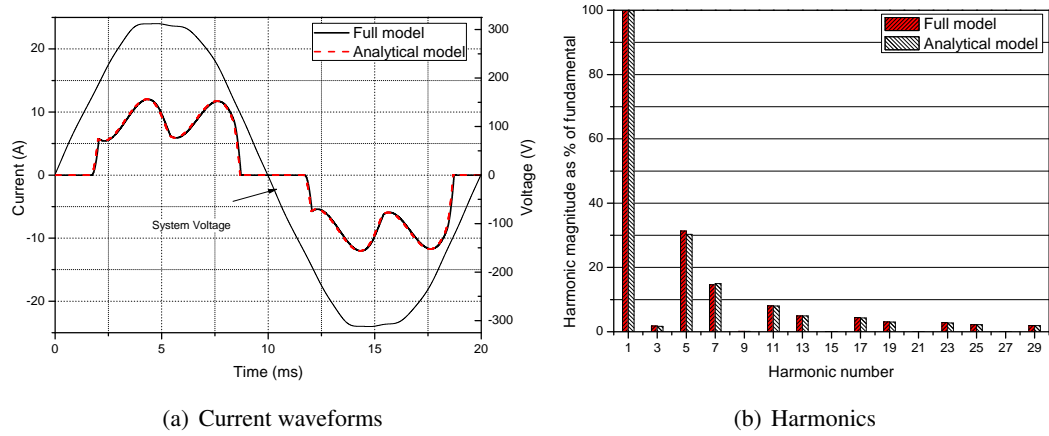 Full model
Analytical model
20
10
0
-10
-20
Current (A)
300
200
100
0
-100
-200
-300
Voltage (V)
System Voltage
0 5 10 15 20
Time (ms)
(a) Current waveforms
Full model
Analytical model
100
80
60
40
20
0
Harmonic magnitude as % of fundamental
1 3 5 7 9 11 13 15 17 19 21 23 25 27 29
Harmonic number
(b) Harmonics